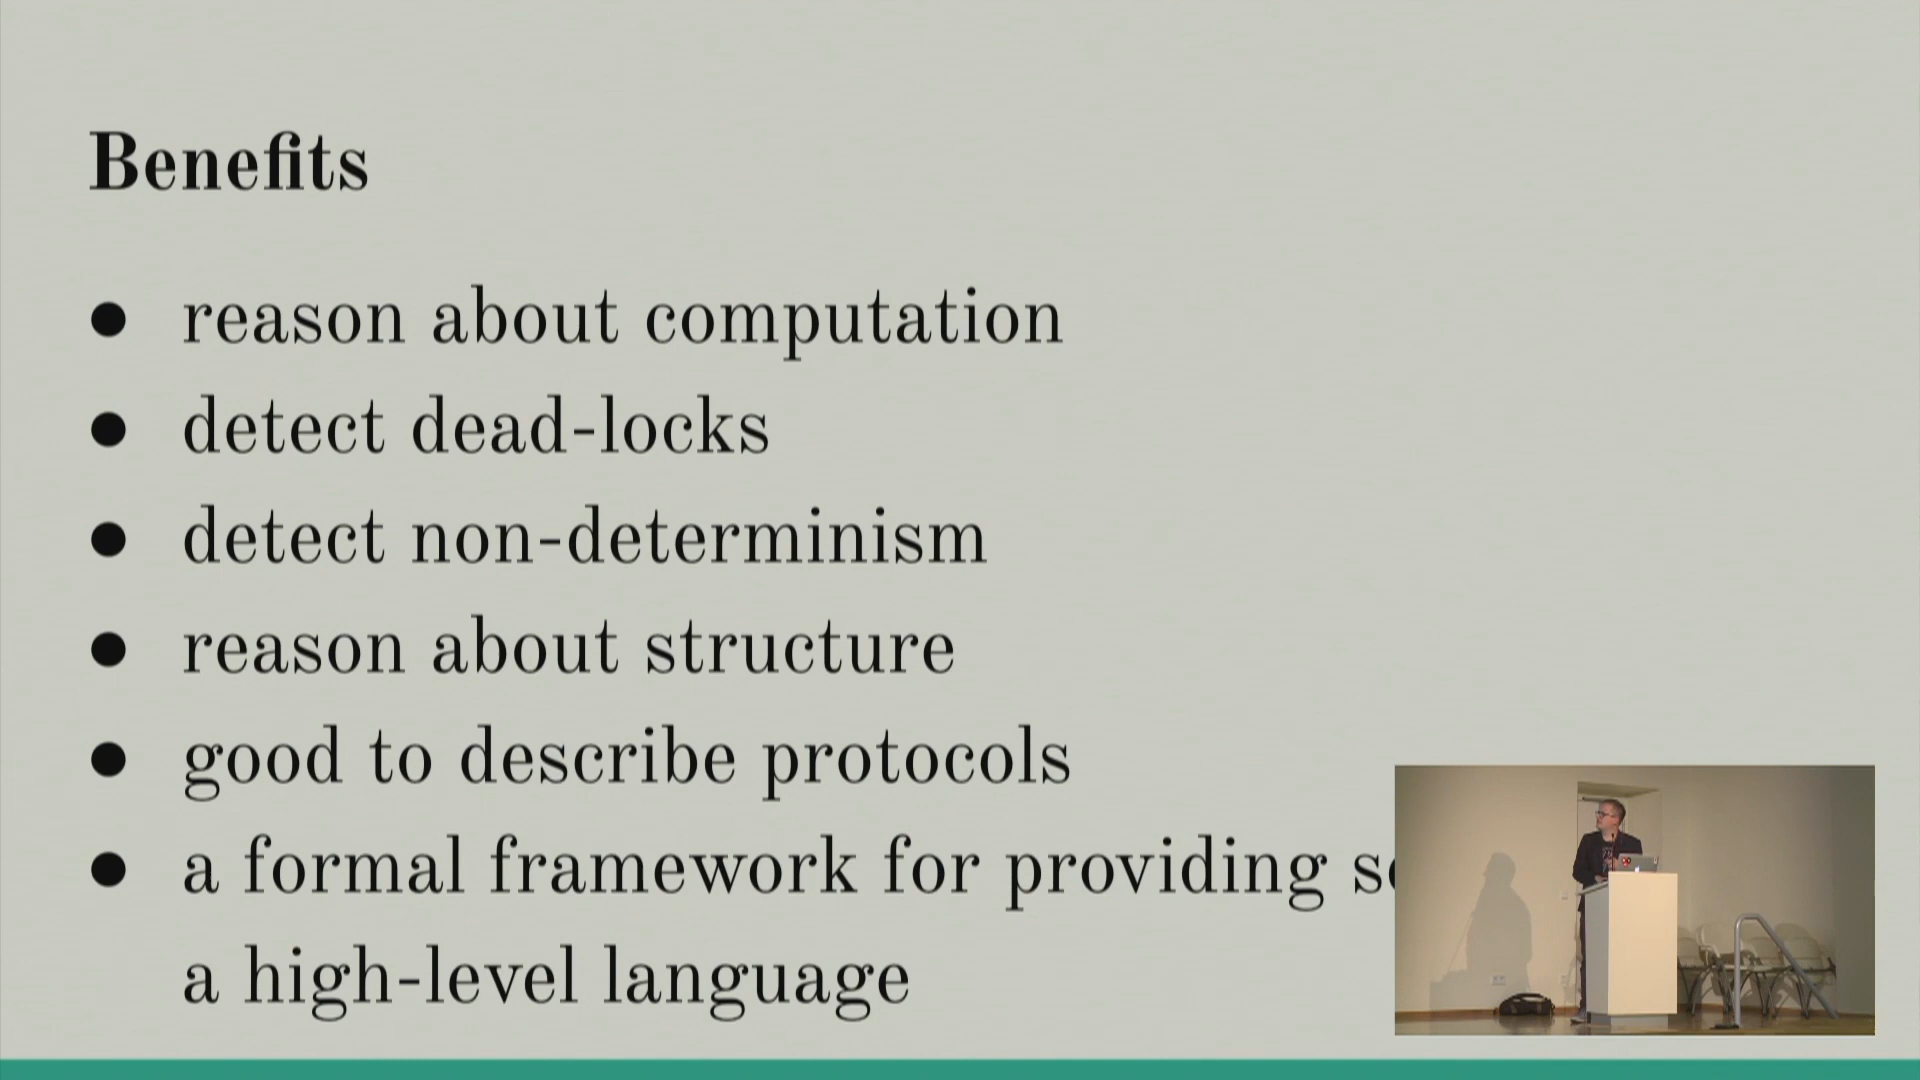 Benefits
● reason about computation
● detect dead-locks
● detect non-determinism
● reason about structure
● good to describe protocols
● a formal framework for providing
a high-level language